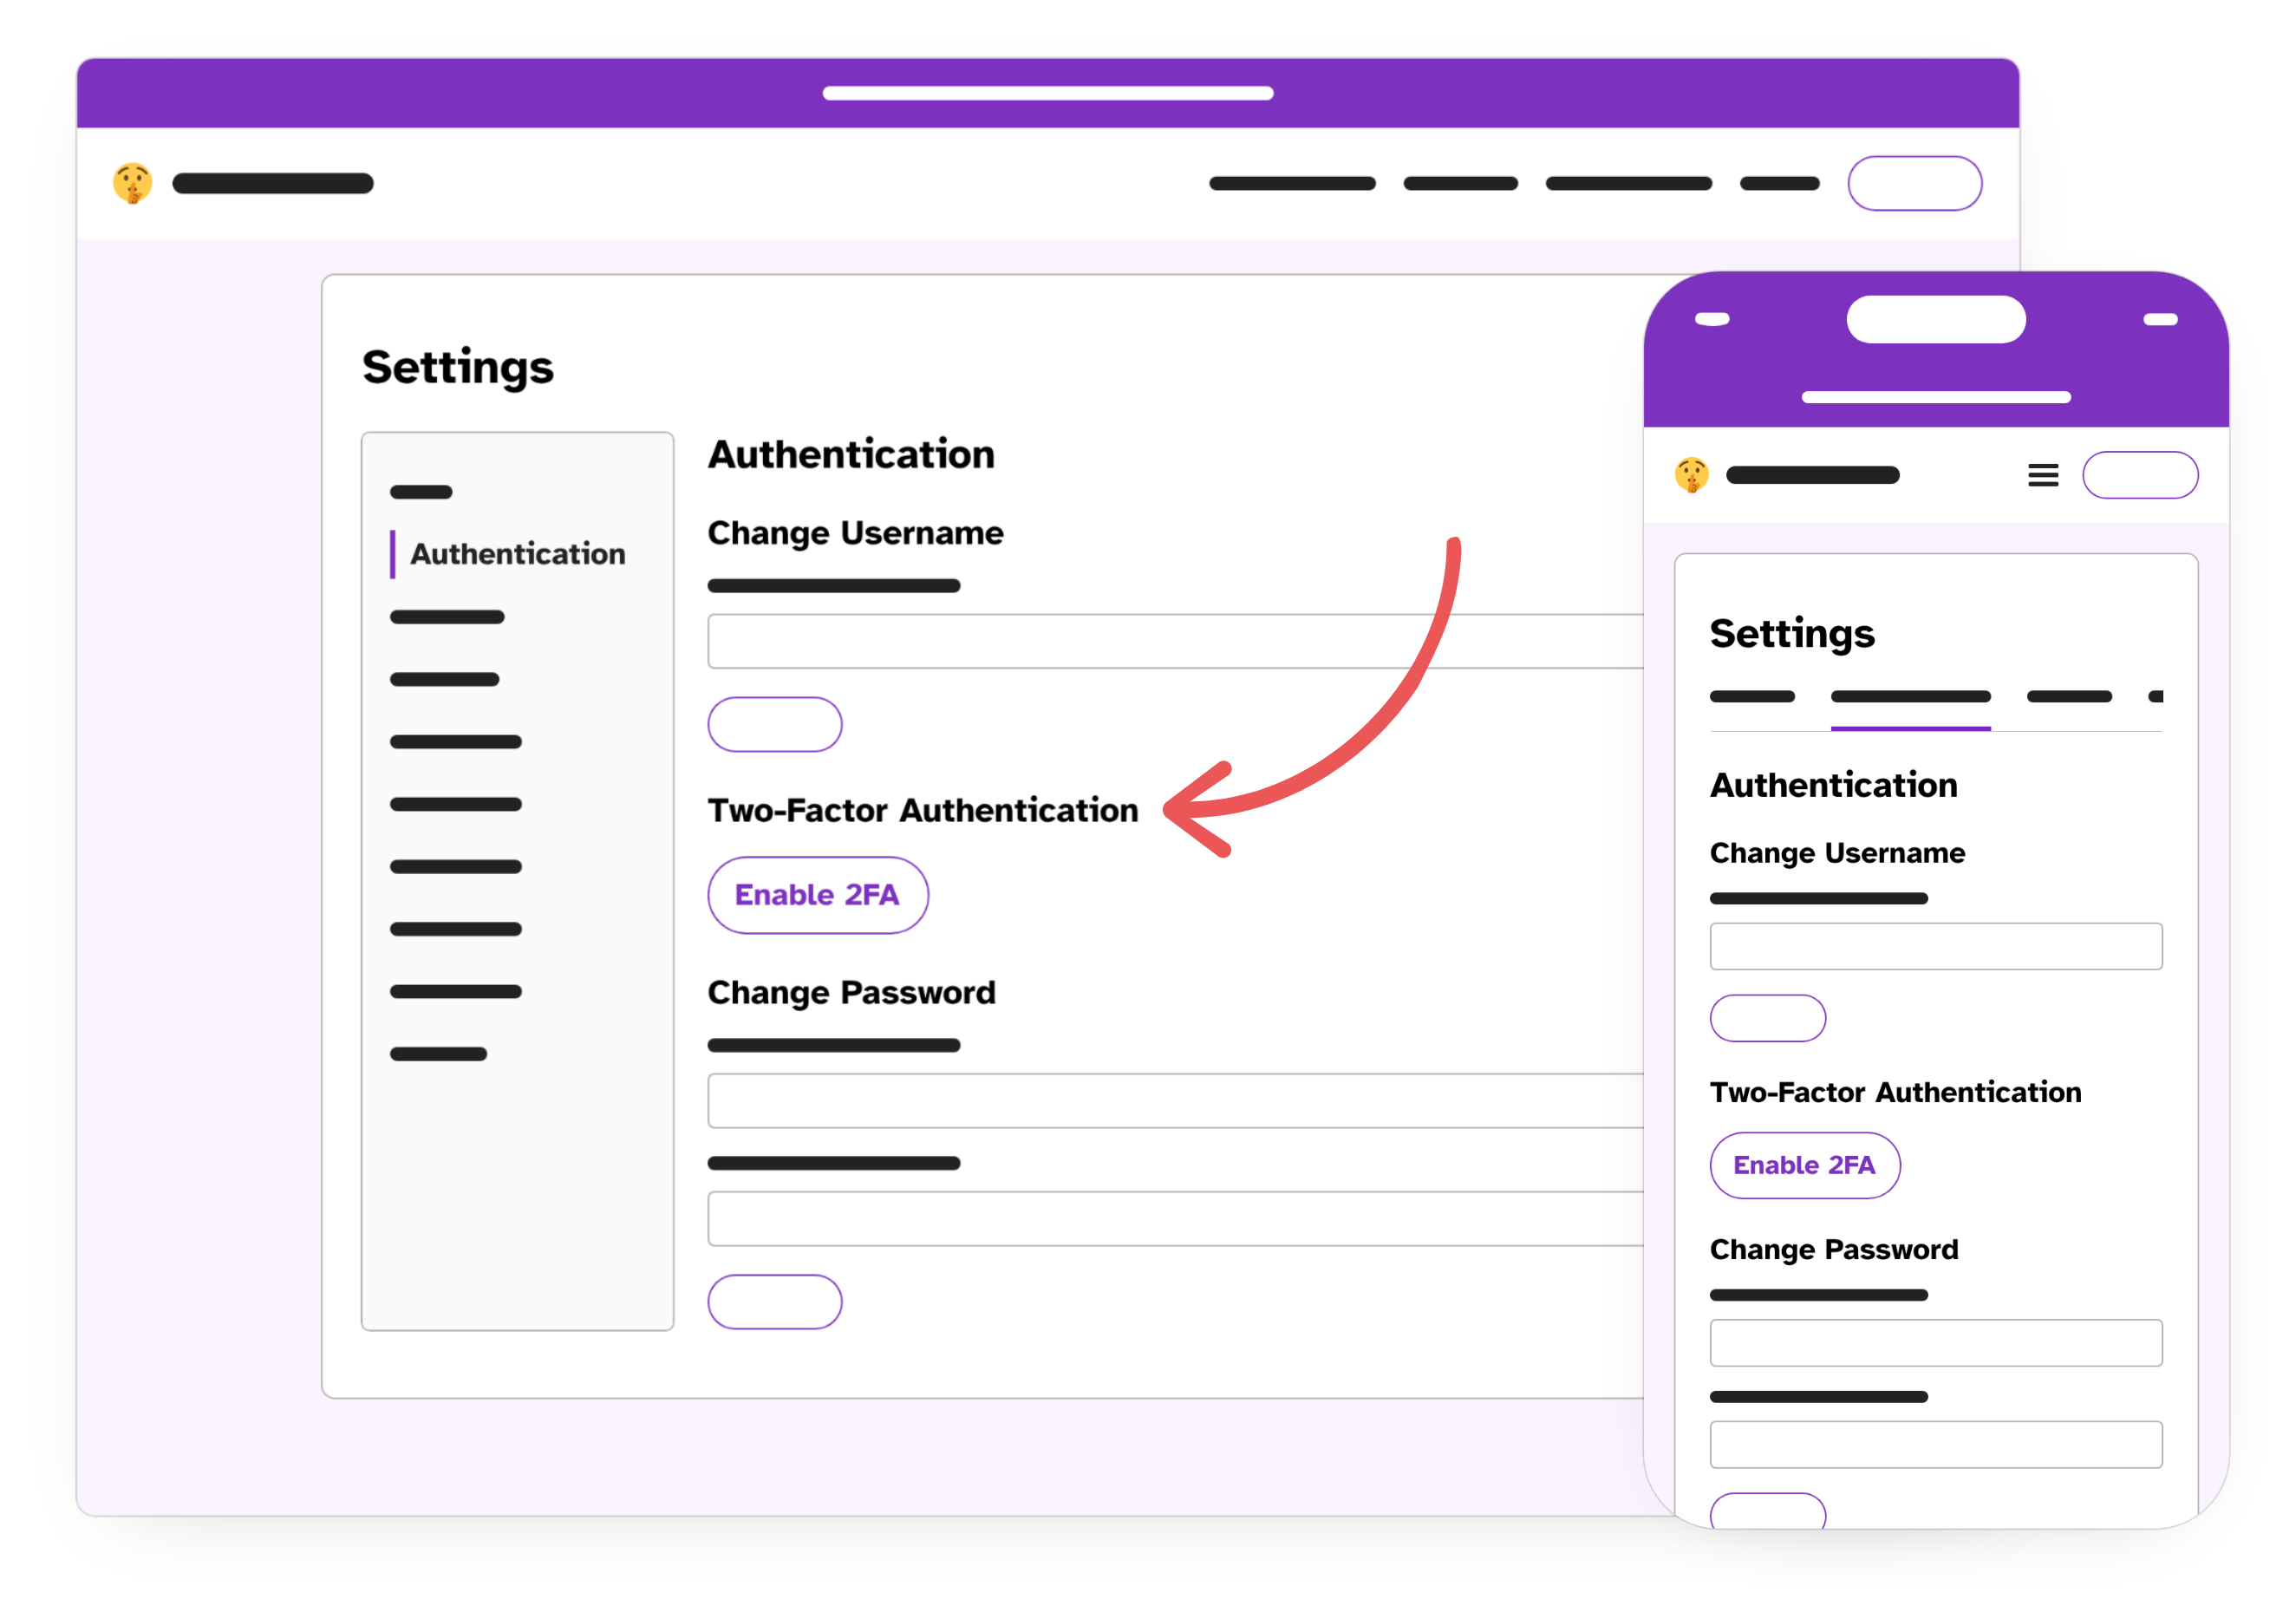 Settings
Authentication
Authentication
Change Username
Two-Factor Authentication
Enable 2FA
Change Password
Settings
Authentication
Change Username
Two-Factor Authentication
Enable 2FA
Change Password